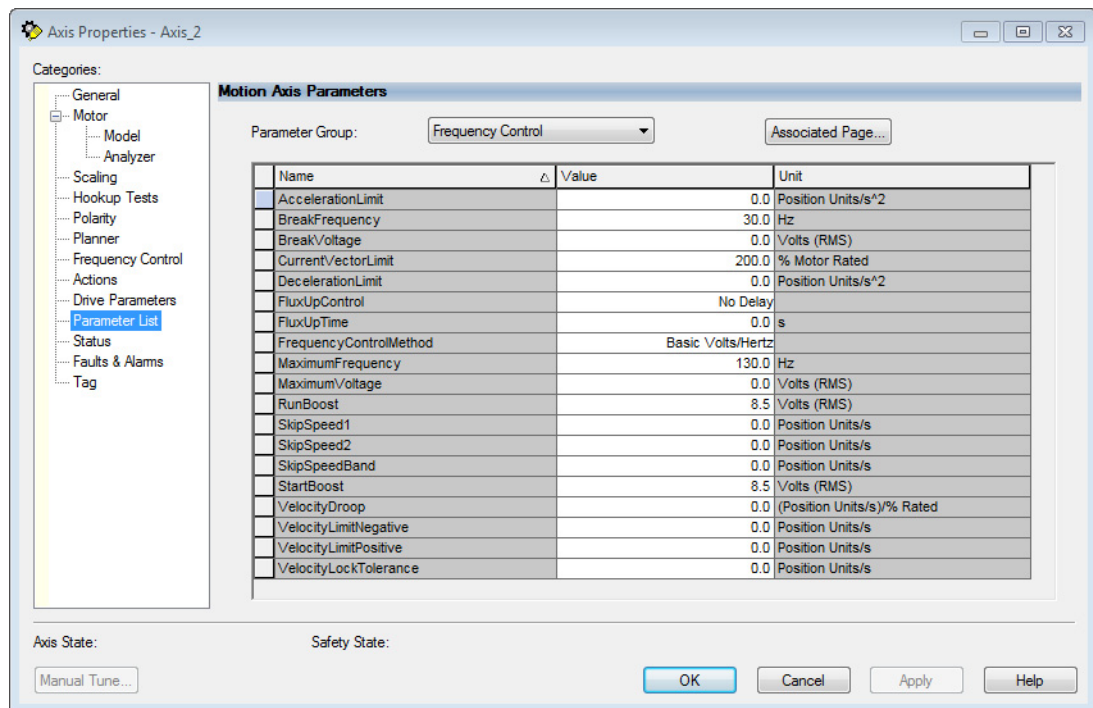 Axis Properties - Axis_2
Categories:
General
Motor
Model
Analyzer
Scaling
Hookup Tests
Polarity
Planner
Frequency Control
Actions
Drive Parameters
Parameter List
Status
Faults & Alarms
Tag
Motion Axis Parameters
Parameter Group: Frequency Control Associated Page...
Name Value Unit
AccelerationLimit 0.0 Position Units/s^2
BreakFrequency 30.0 Hz
BreakVoltage 0.0 Volts (RMS)
CurrentVectorLimit 200.0 % Motor Rated
DecelerationLimit 0.0 Position Units/s^2
FluxUpControl No Delay
FluxUpTime 0.0 s
FrequencyControlMethod Basic Volts/Hertz
MaximumFrequency 130.0 Hz
MaximumVoltage 0.0 Volts (RMS)
RunBoost 8.5 Volts (RMS)
SkipSpeed1 0.0 Position Units/s
SkipSpeed2 0.0 Position Units/s
SkipSpeedBand 0.0 Position Units/s
StartBoost 8.5 Volts (RMS)
VelocityDroop 0.0 (Position Units/s)/% Rated
VelocityLimitNegative 0.0 Position Units/s
VelocityLimitPositive 0.0 Position Units/s
VelocityLockTolerance 0.0 Position Units/s
Axis State: Safety State:
Manual Tune... OK Cancel Apply Help